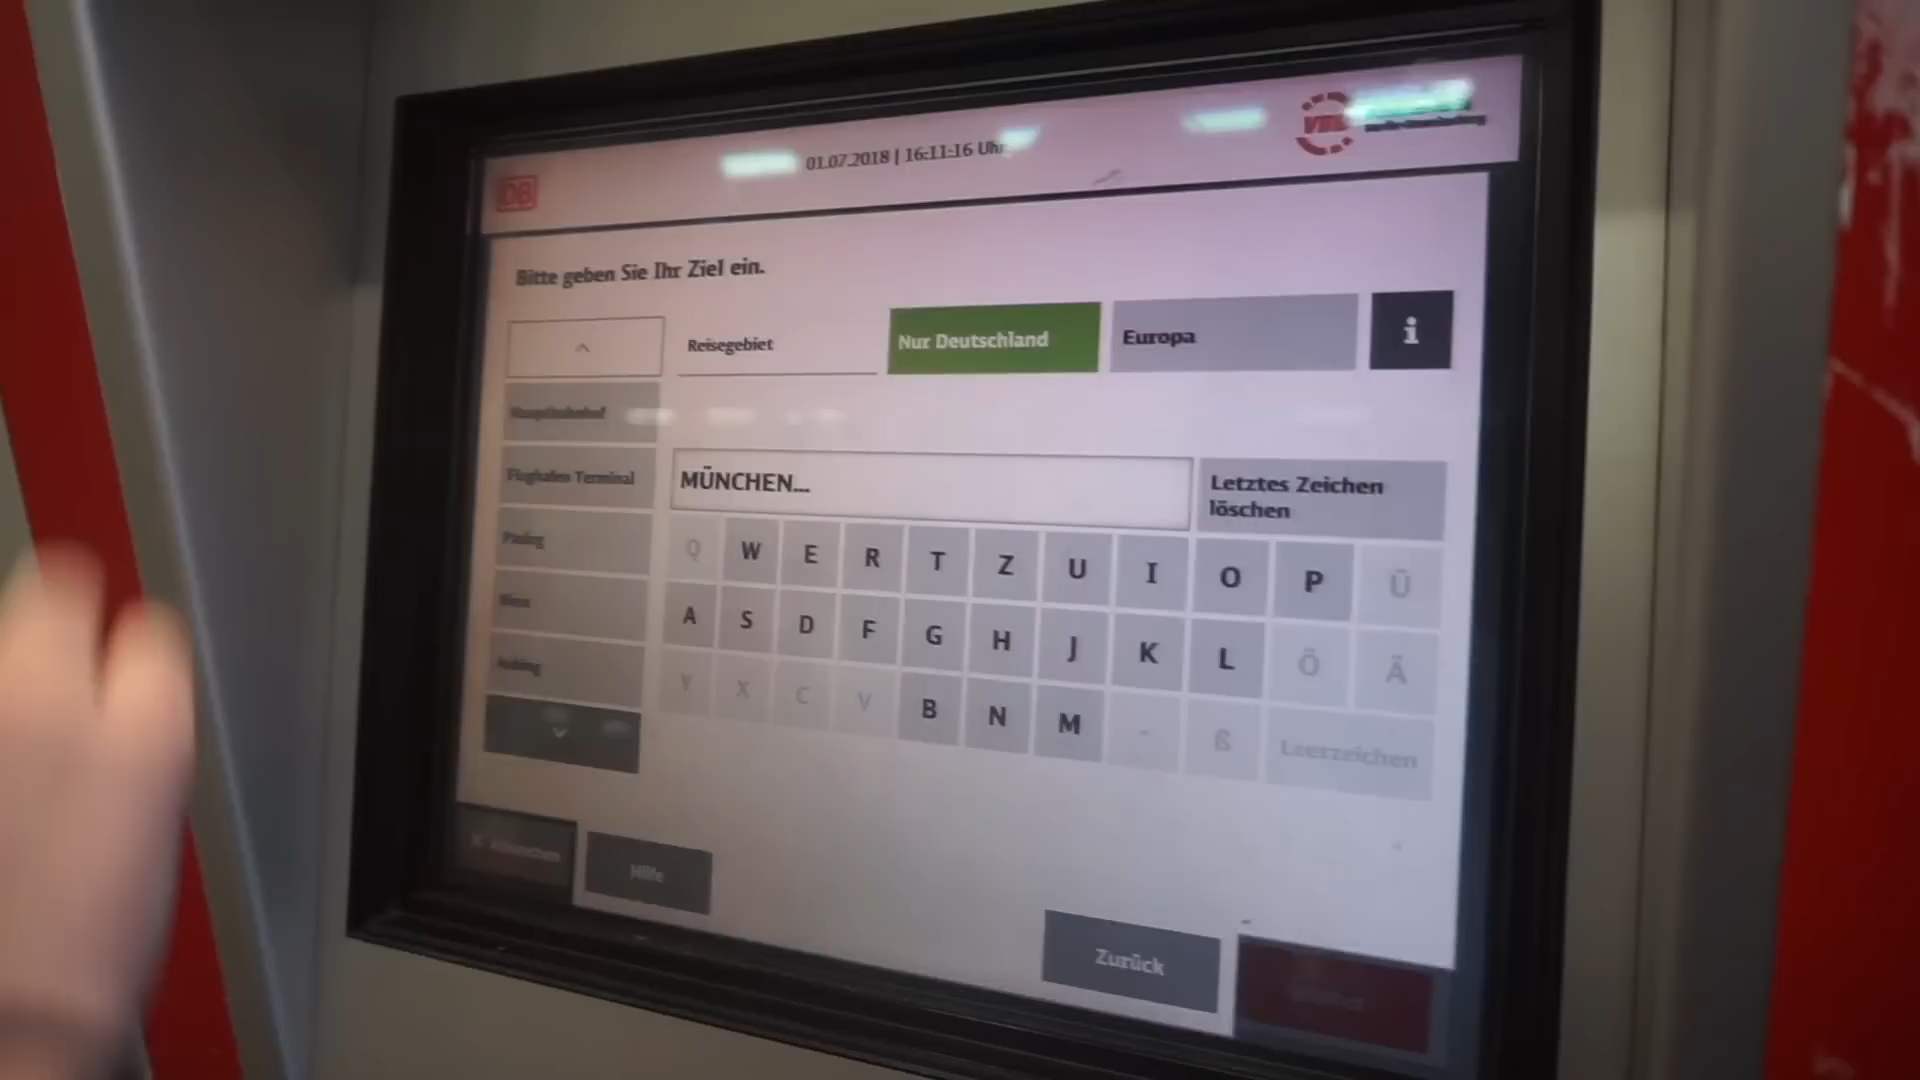 DB
01.07.2018 | 16:11:16 Uhr
Bitte geben Sie Ihr Ziel ein.
Reisegebiet
Nur Deutschland
Europa
i
Hauptbahnhof
Flughafen Terminal
Pasing
Aubing
MÜNCHEN...
Letztes Zeichen
löschen
Q W E R T Z U I O P Ü
A S D F G H J K L Ö Ä
Y X C V B N M - ß Leerzeichen
Hilfe
Zurück